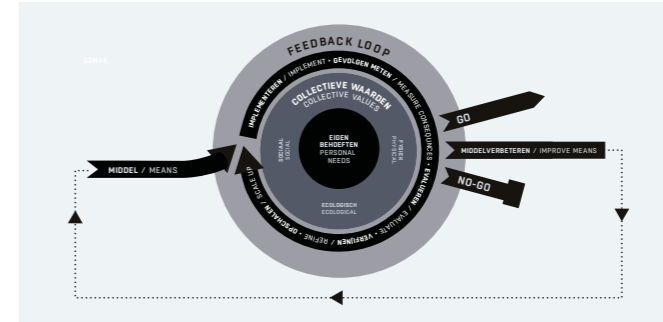 FEEDBACK LOOP
IMPLEMENTEREN / IMPLEMENT • GEVOLGEN METEN / MEASURE CONSEQUENCES • EVALUEREN / EVALUATE • VERFIJNEN / REFINE • OPSCHALEN / SCALE UP
COLLECTIEVE WAARDEN
COLLECTIVE VALUES
SOCIAAL
SOCIAL
EIGEN
BEHOEFTEN
PERSONAL
NEEDS
FYSIEK
PHYSICAL
ECOLOGISCH
ECOLOGICAL
MIDDEL / MEANS
GO
MIDDELVERBETEREN / IMPROVE MEANS
NO-GO